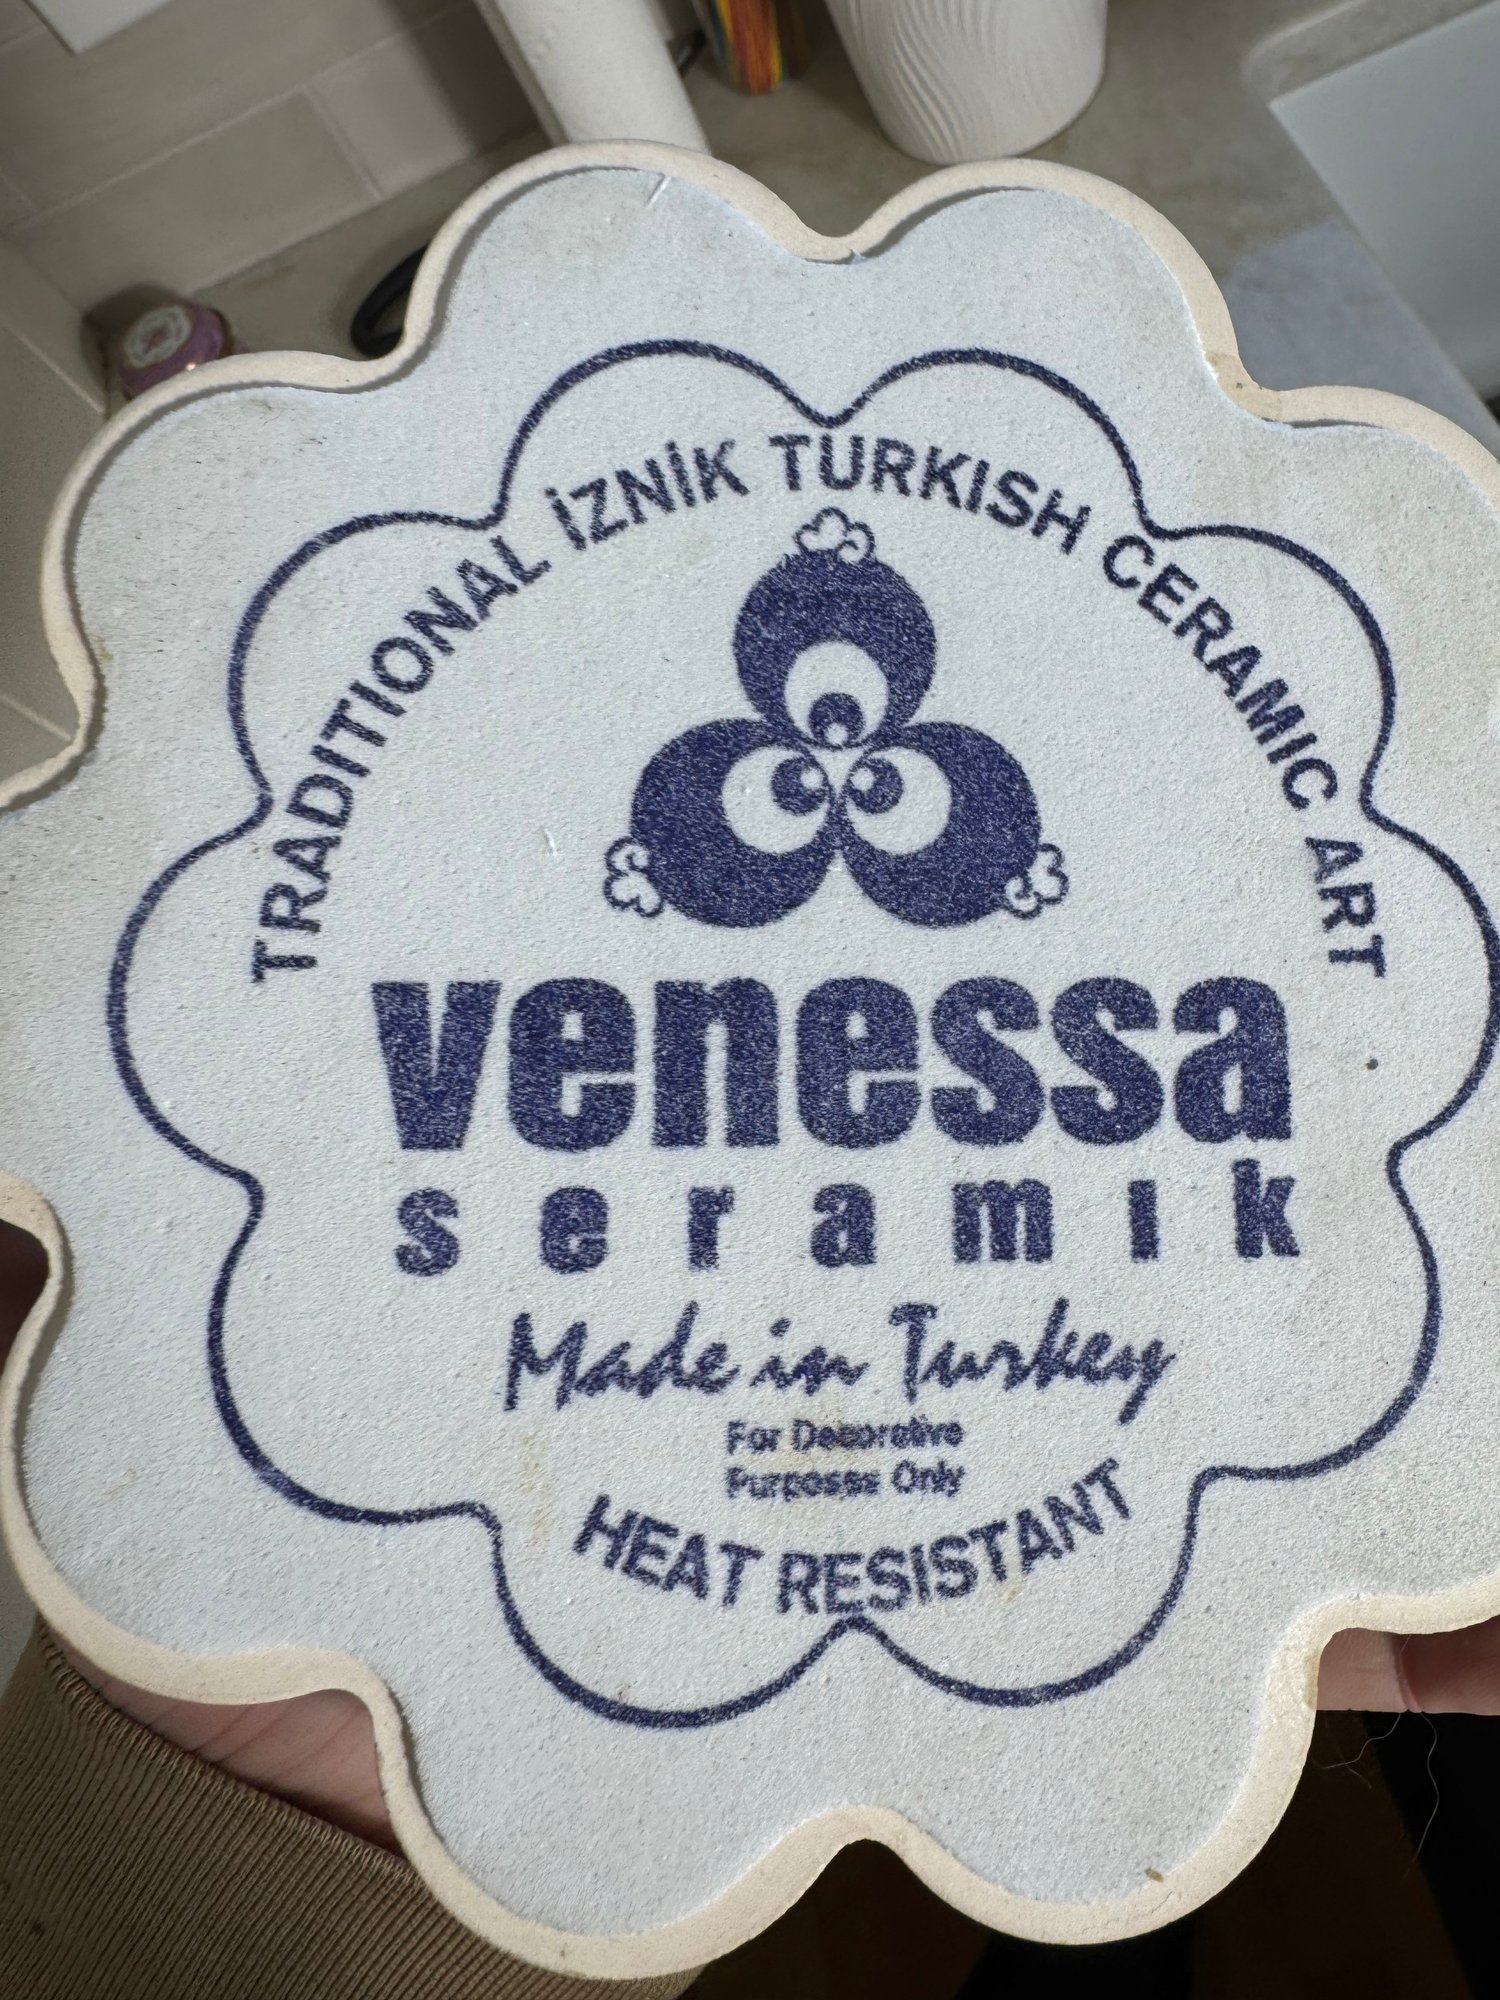 TRADITIONAL İZNİK TURKISH CERAMIC ART
venessa
seramık
Made in Turkey
For Decorative
Purposes Only
HEAT RESISTANT